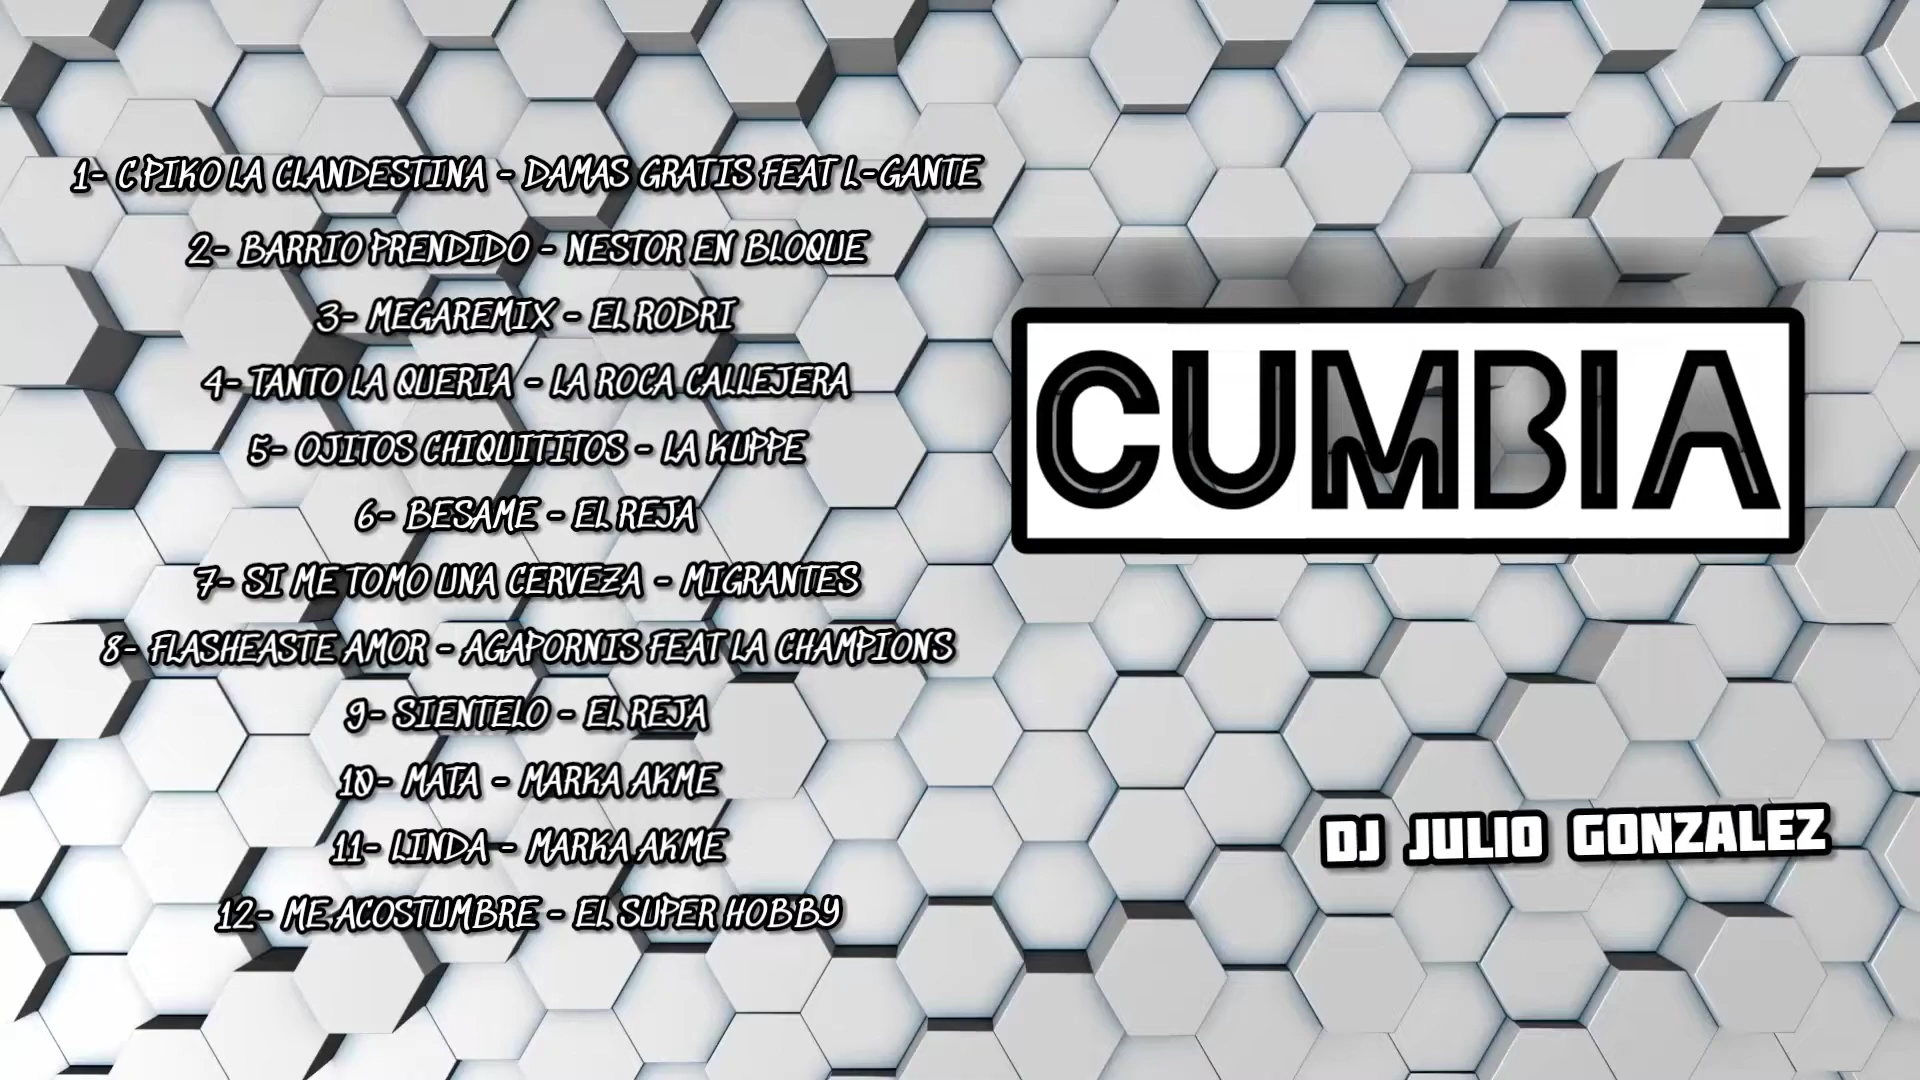 1- C PIKO LA CLANDESTINA - DAMAS GRATIS FEAT L-GANTE
2- BARRIO PRENDIDO - NESTOR EN BLOQUE
3- MEGAREMIX - EL RODRI
4- TANTO LA QUERIA - LA ROCA CALLEJERA
5- OJITOS CHIQUITITOS - LA KUPPE
6- BESAME - EL REJA
7- SI ME TOMO UNA CERVEZA - MIGRANTES
8- FLASHEASTE AMOR - AGAPORNIS FEAT LA CHAMPIONS
9- SIENTELO - EL REJA
10- MATA - MARKA AKME
11- LINDA - MARKA AKME
12- ME ACOSTUMBRE - EL SUPER HOBBY
CUMBIA
DJ JULIO GONZALEZ